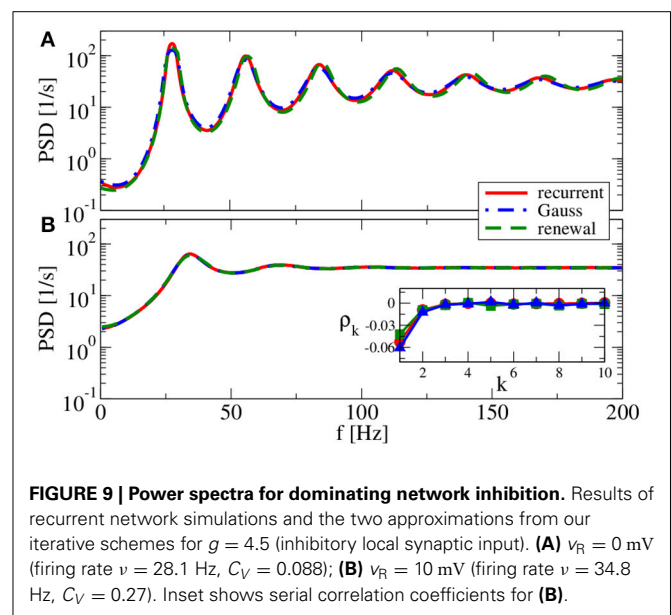 A
PSD [1/s]
10^2
10^1
10^0
10^-1
recurrent
Gauss
renewal
B
PSD [1/s]
10^2
10^1
10^0
10^-1
ρ_k
0
-0.03
-0.06
2 4 6 8 10
k
0 50 100 150 200
f [Hz]
FIGURE 9 | Power spectra for dominating network inhibition. Results of
recurrent network simulations and the two approximations from our
iterative schemes for g = 4.5 (inhibitory local synaptic input). (A) v_R = 0 mV
(firing rate ν = 28.1 Hz, C_V = 0.088); (B) v_R = 10 mV (firing rate ν = 34.8
Hz, C_V = 0.27). Inset shows serial correlation coefficients for (B).